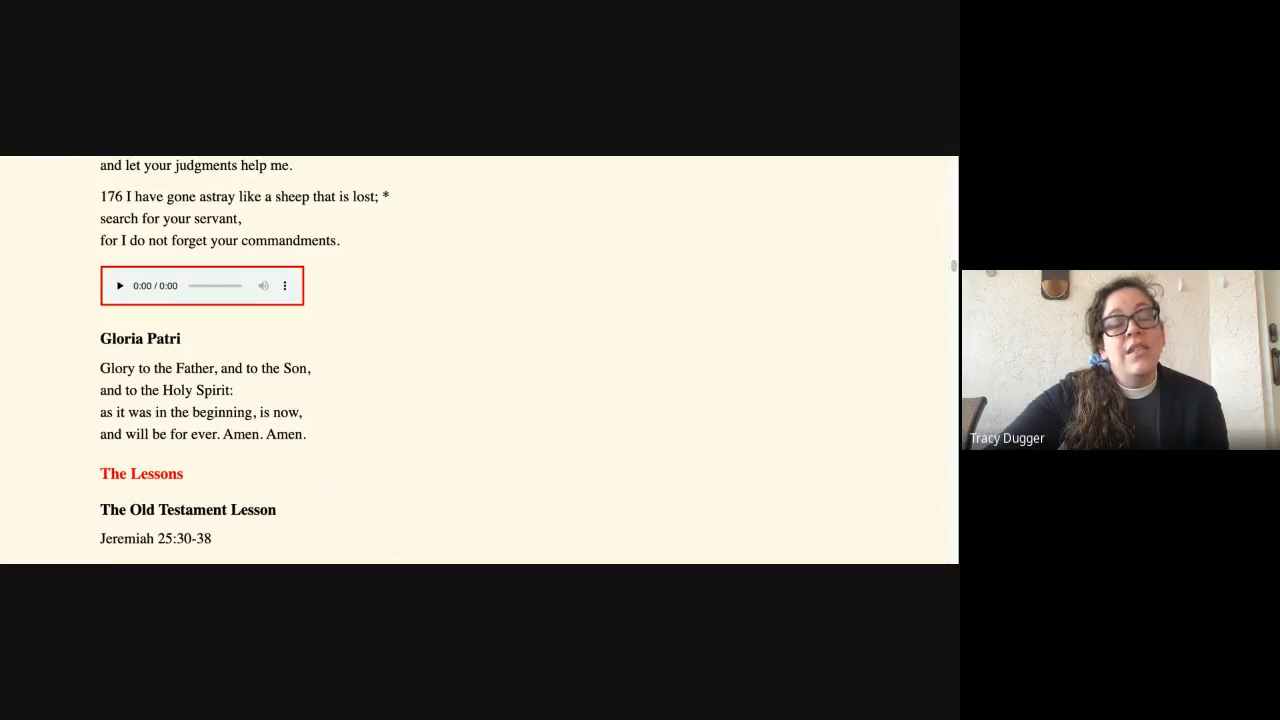 and let your judgments help me.
176 I have gone astray like a sheep that is lost; *
search for your servant,
for I do not forget your commandments.
0:00 / 0:00
Gloria Patri
Glory to the Father, and to the Son,
and to the Holy Spirit:
as it was in the beginning, is now,
and will be for ever. Amen. Amen.
The Lessons
The Old Testament Lesson
Jeremiah 25:30-38
Tracy Dugger